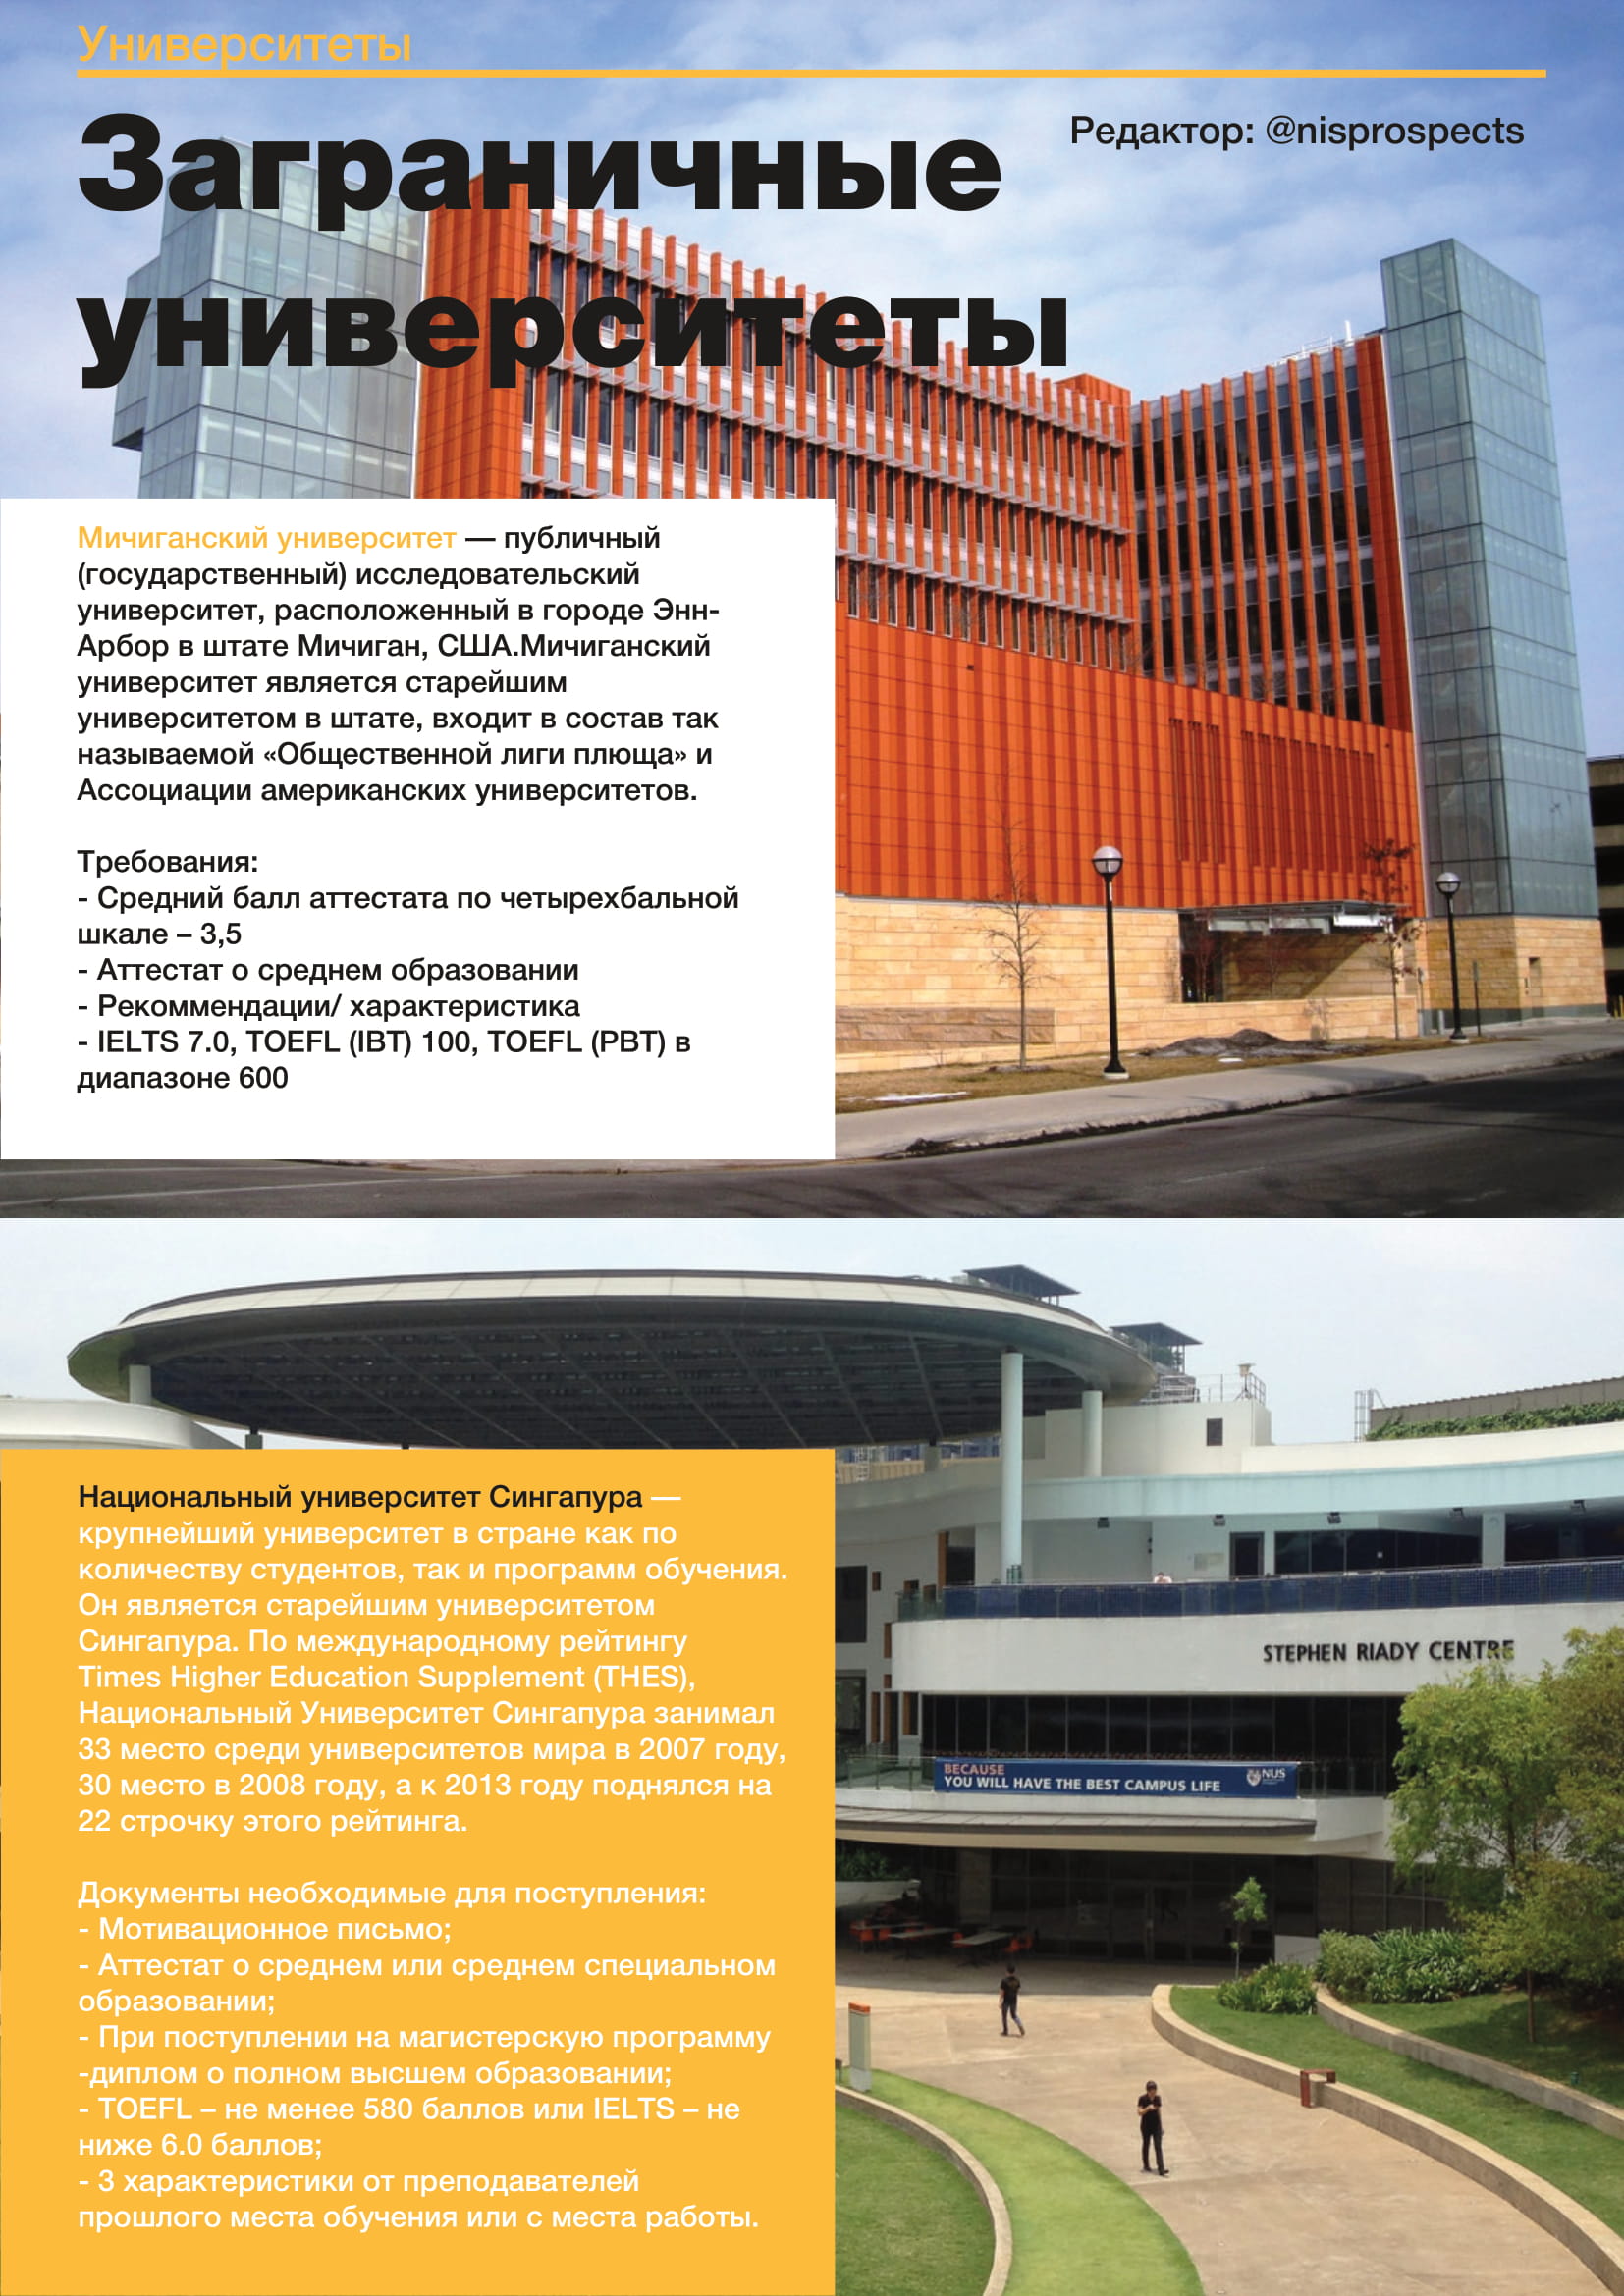 Университеты
Заграничные
университеты
Редактор: @nisprospects
Мичиганский университет — публичный
(государственный) исследовательский
университет, расположенный в городе Энн-
Арбор в штате Мичиган, США.Мичиганский
университет является старейшим
университетом в штате, входит в состав так
называемой «Общественной лиги плюща» и
Ассоциации американских университетов.
Требования:
- Средний балл аттестата по четырехбальной
шкале – 3,5
- Аттестат о среднем образовании
- Рекоммендации/ характеристика
- IELTS 7.0, TOEFL (IBT) 100, TOEFL (PBT) в
диапазоне 600
Национальный университет Сингапура —
крупнейший университет в стране как по
количеству студентов, так и программ обучения.
Он является старейшим университетом
Сингапура. По международному рейтингу
Times Higher Education Supplement (THES),
Национальный Университет Сингапура занимал
33 место среди университетов мира в 2007 году,
30 место в 2008 году, а к 2013 году поднялся на
22 строчку этого рейтинга.
Документы необходимые для поступления:
- Мотивационное письмо;
- Аттестат о среднем или среднем специальном
образовании;
- При поступлении на магистерскую программу
-диплом о полном высшем образовании;
- TOEFL – не менее 580 баллов или IELTS – не
ниже 6.0 баллов;
- 3 характеристики от преподавателей
прошлого места обучения или с места работы.
STEPHEN RIADY CENTRE
BECAUSE
YOU WILL HAVE THE BEST CAMPUS LIFE
NUS